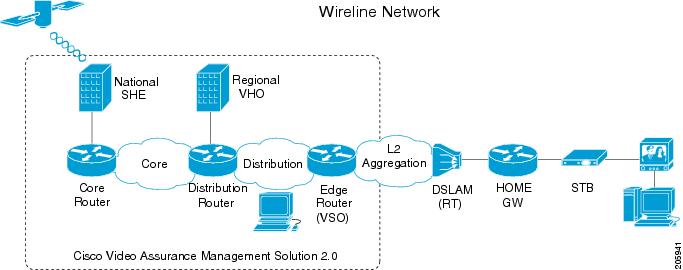 Wireline Network
National
SHE
Regional
VHO
Core
Distribution
L2
Aggregation
Core
Router
Distribution
Router
Edge
Router
(VSO)
DSLAM
(RT)
HOME
GW
STB
Cisco Video Assurance Management Solution 2.0
205941